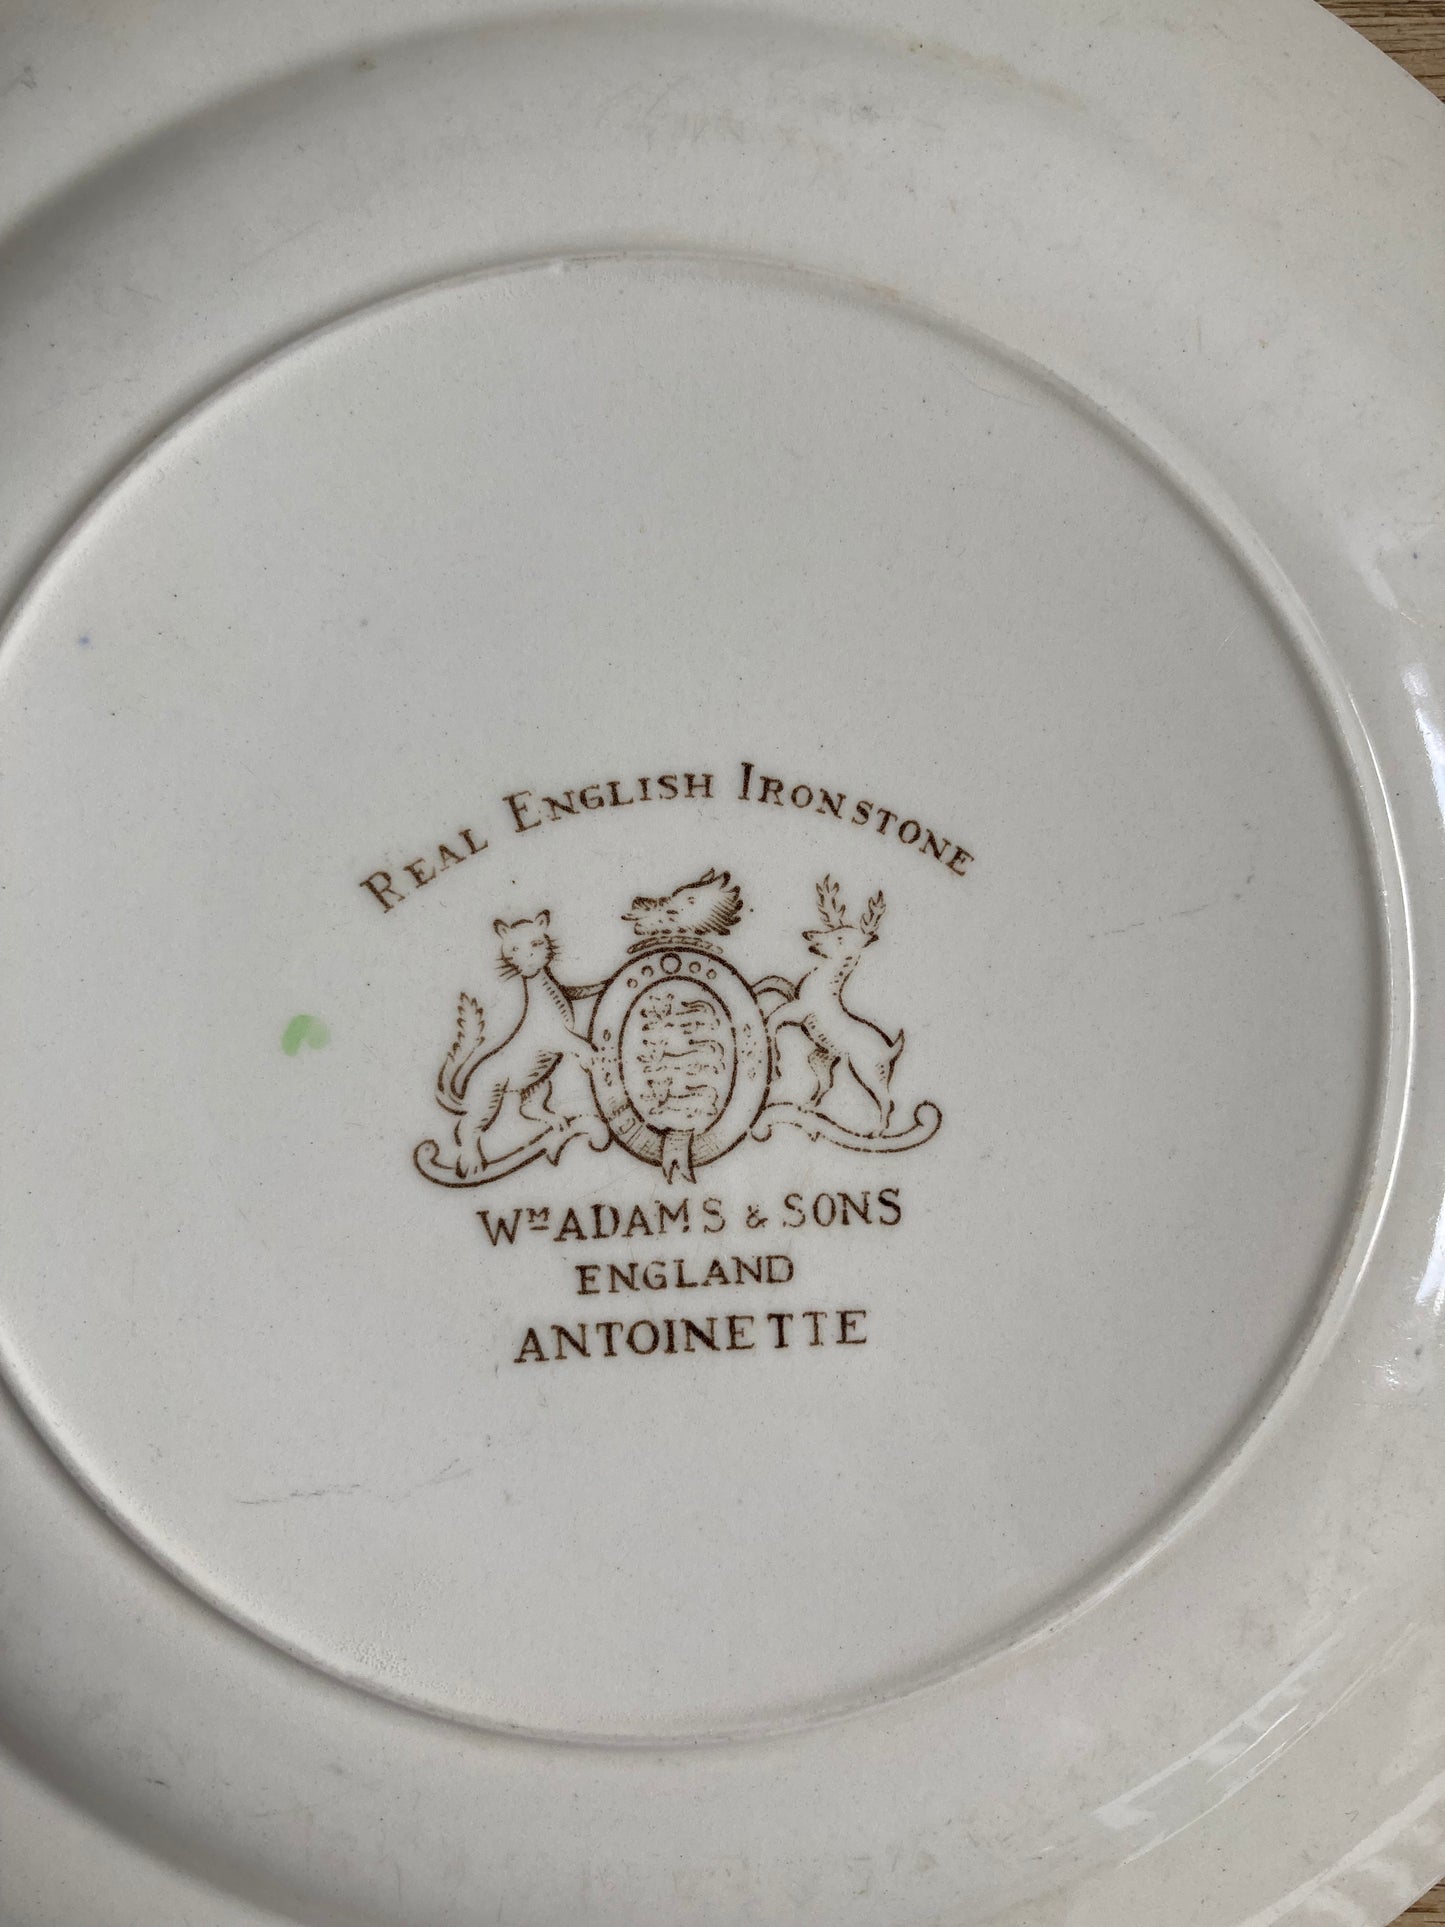 REAL ENGLISH IRONSTONE
WM ADAMS & SONS
ENGLAND
ANTOINETTE